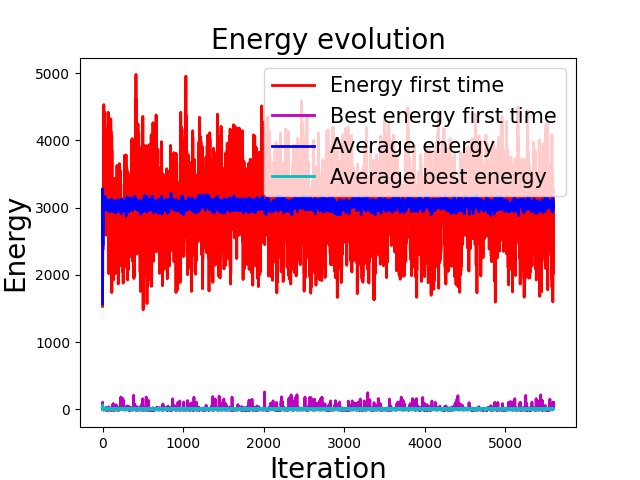 Energy evolution
Energy first time
Best energy first time
Average energy
Average best energy
Energy
5000
4000
3000
2000
1000
0
0 1000 2000 3000 4000 5000
Iteration